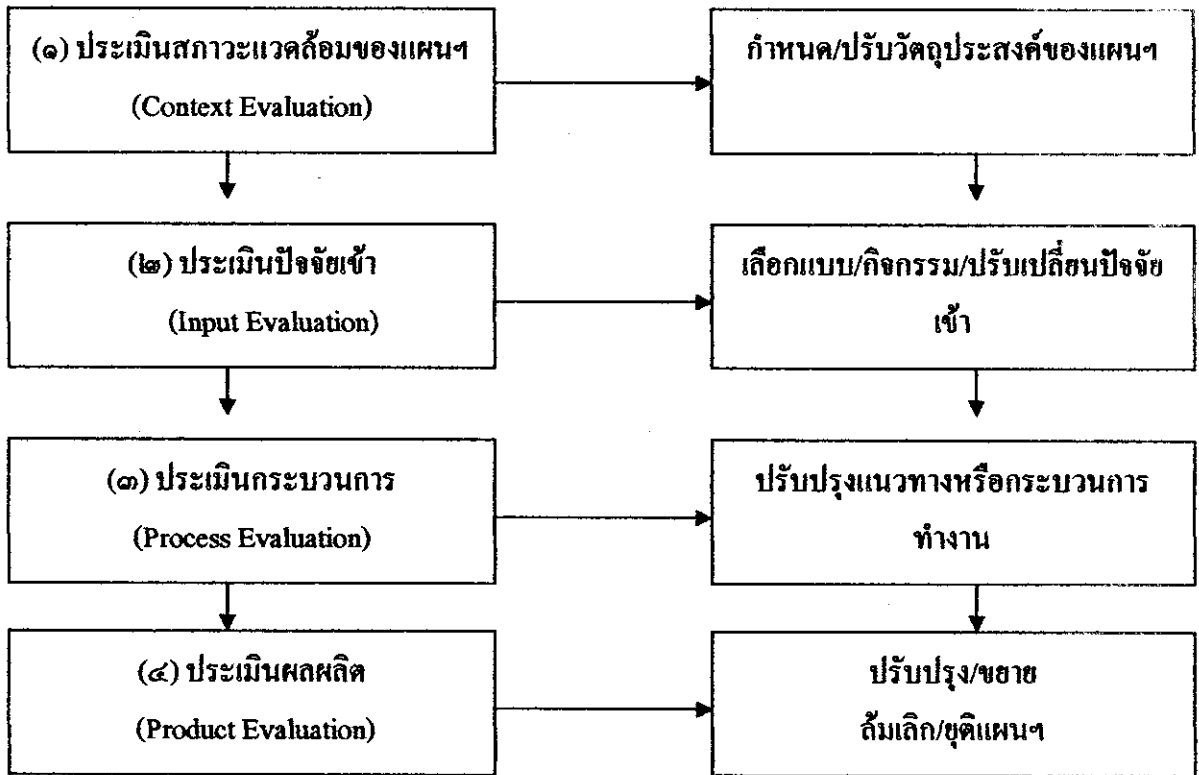 (๑) ประเมินสภาวะแวดล้อมของแผนฯ
(Context Evaluation)
กำหนด/ปรับวัตถุประสงค์ของแผนฯ
(๒) ประเมินปัจจัยเข้า
(Input Evaluation)
เลือกแบบ/กิจกรรม/ปรับเปลี่ยนปัจจัย
เข้า
(๓) ประเมินกระบวนการ
(Process Evaluation)
ปรับปรุงแนวทางหรือกระบวนการ
ทำงาน
(๔) ประเมินผลผลิต
(Product Evaluation)
ปรับปรุง/ขยาย
ล้มเลิก/ยุติแผนฯ